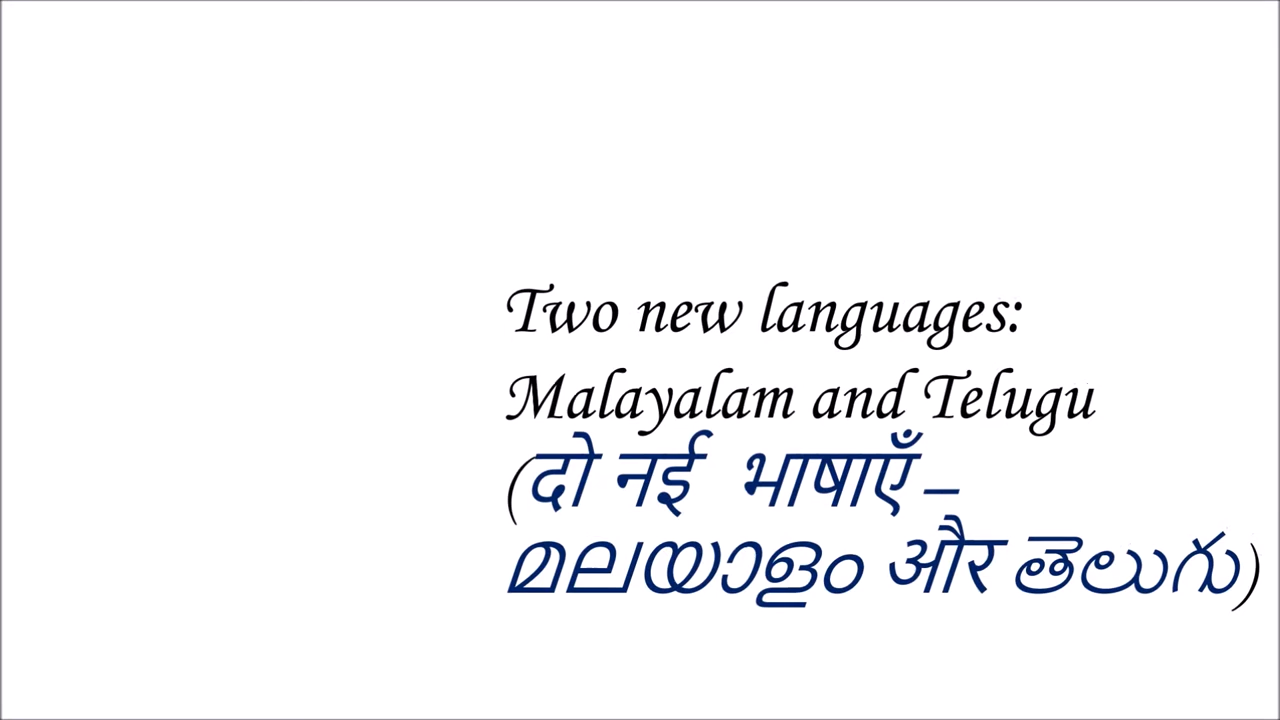 Two new languages:
Malayalam and Telugu
(दो नई भाषाएँ –
മലയാളം और తెలుగు)